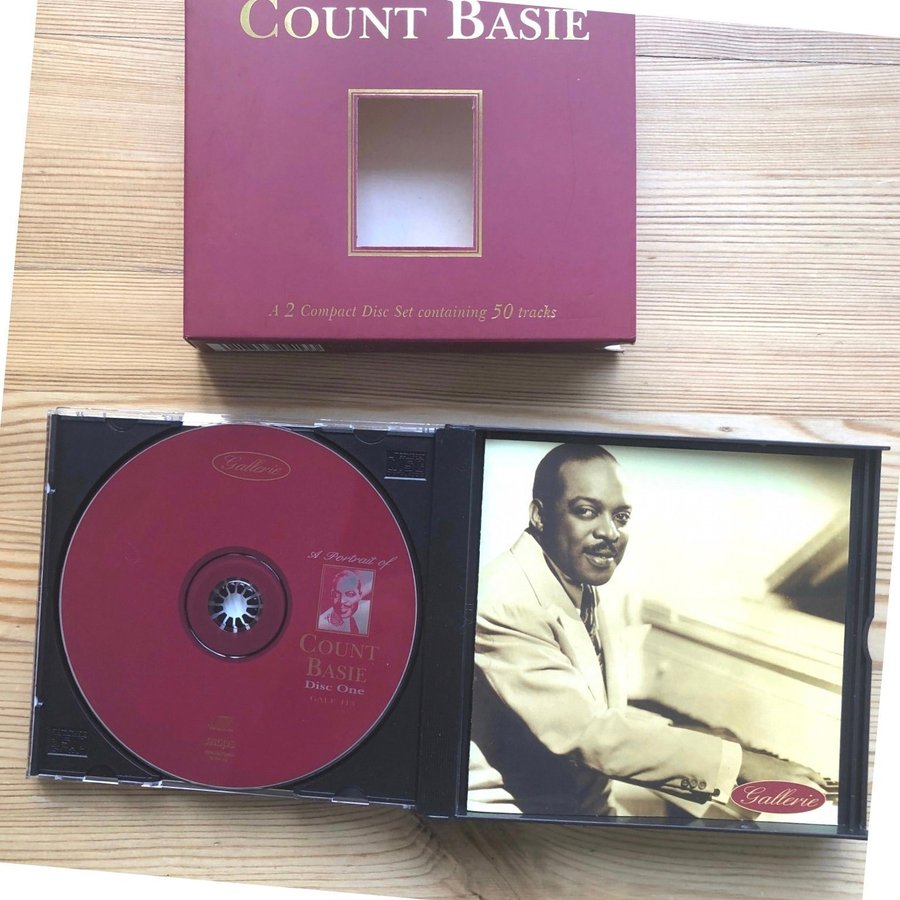 COUNT BASIE
A 2 Compact Disc Set containing 50 tracks
Gallerie
A Portrait of
COUNT
BASIE
Disc One
Gallerie